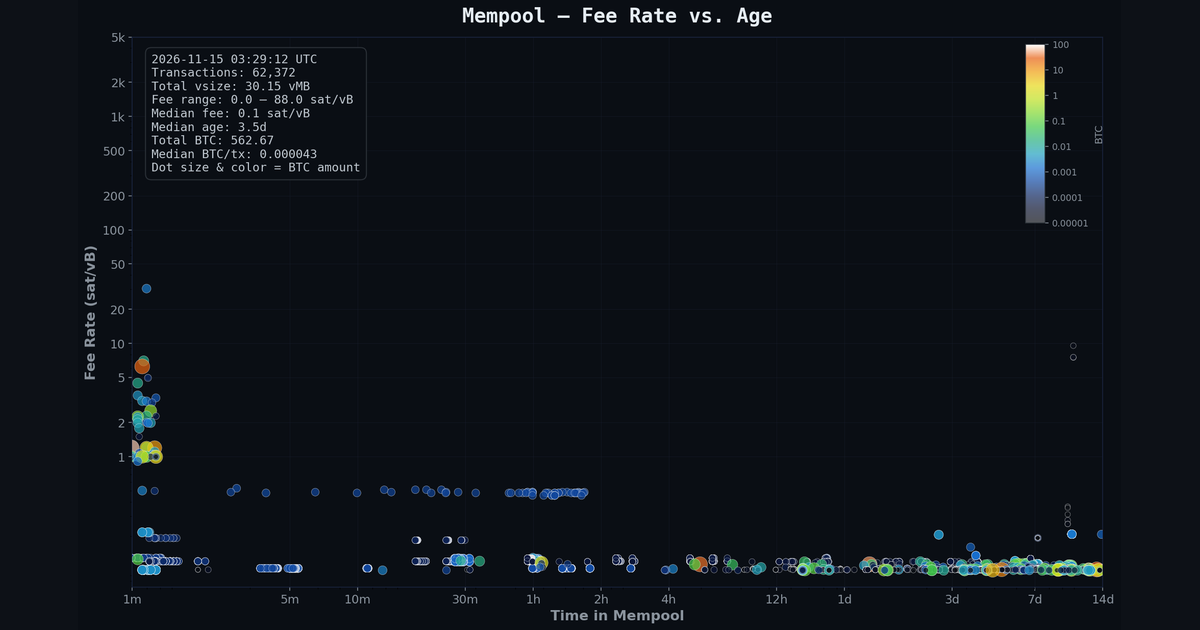 Mempool — Fee Rate vs. Age
2026-11-15 03:29:12 UTC
Transactions: 62,372
Total vsize: 30.15 vMB
Fee range: 0.0 – 88.0 sat/vB
Median fee: 0.1 sat/vB
Median age: 3.5d
Total BTC: 562.67
Median BTC/tx: 0.000043
Dot size & color = BTC amount
100
10
1
0.1
0.01
0.001
0.0001
0.00001
BTC
Fee Rate (sat/vB)
5k
2k
1k
500
200
100
50
20
10
5
2
1
1m
5m
10m
30m
1h
2h
4h
12h
1d
3d
7d
14d
Time in Mempool